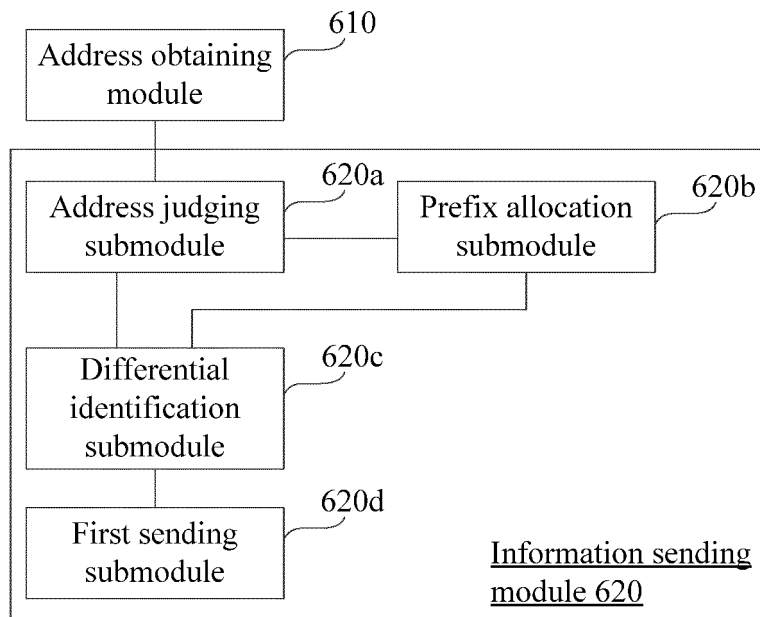 610
Address obtaining
module
620a
Address judging
submodule
Prefix allocation
submodule
620b
620c
Differential
identification
submodule
620d
First sending
submodule
Information sending
module 620